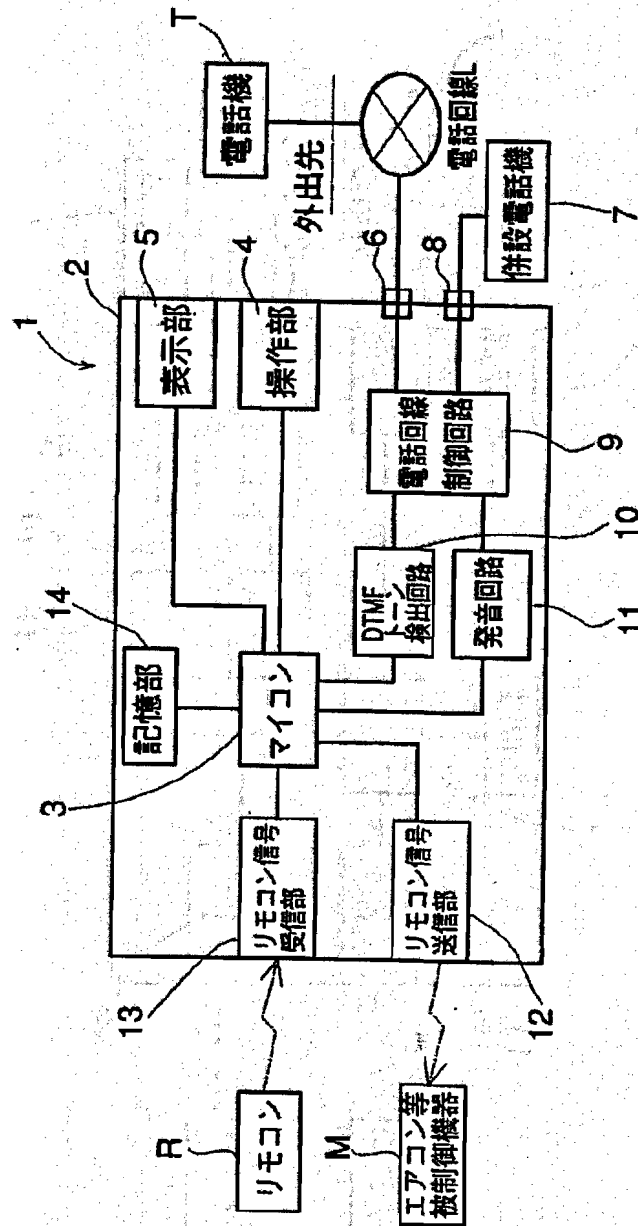 1
2
14
記憶部
5
表示部
4
操作部
3
マイコン
13
リモコン信号
受信部
R
リモコン
リモコン信号
送信部
12
M
エアコン等
被制御機器
DTMF
トーン
検出回路
10
発音回路
11
電話回線
制御回路
9
6
8
外出先
電話機
T
電話回線L
併設電話機
7